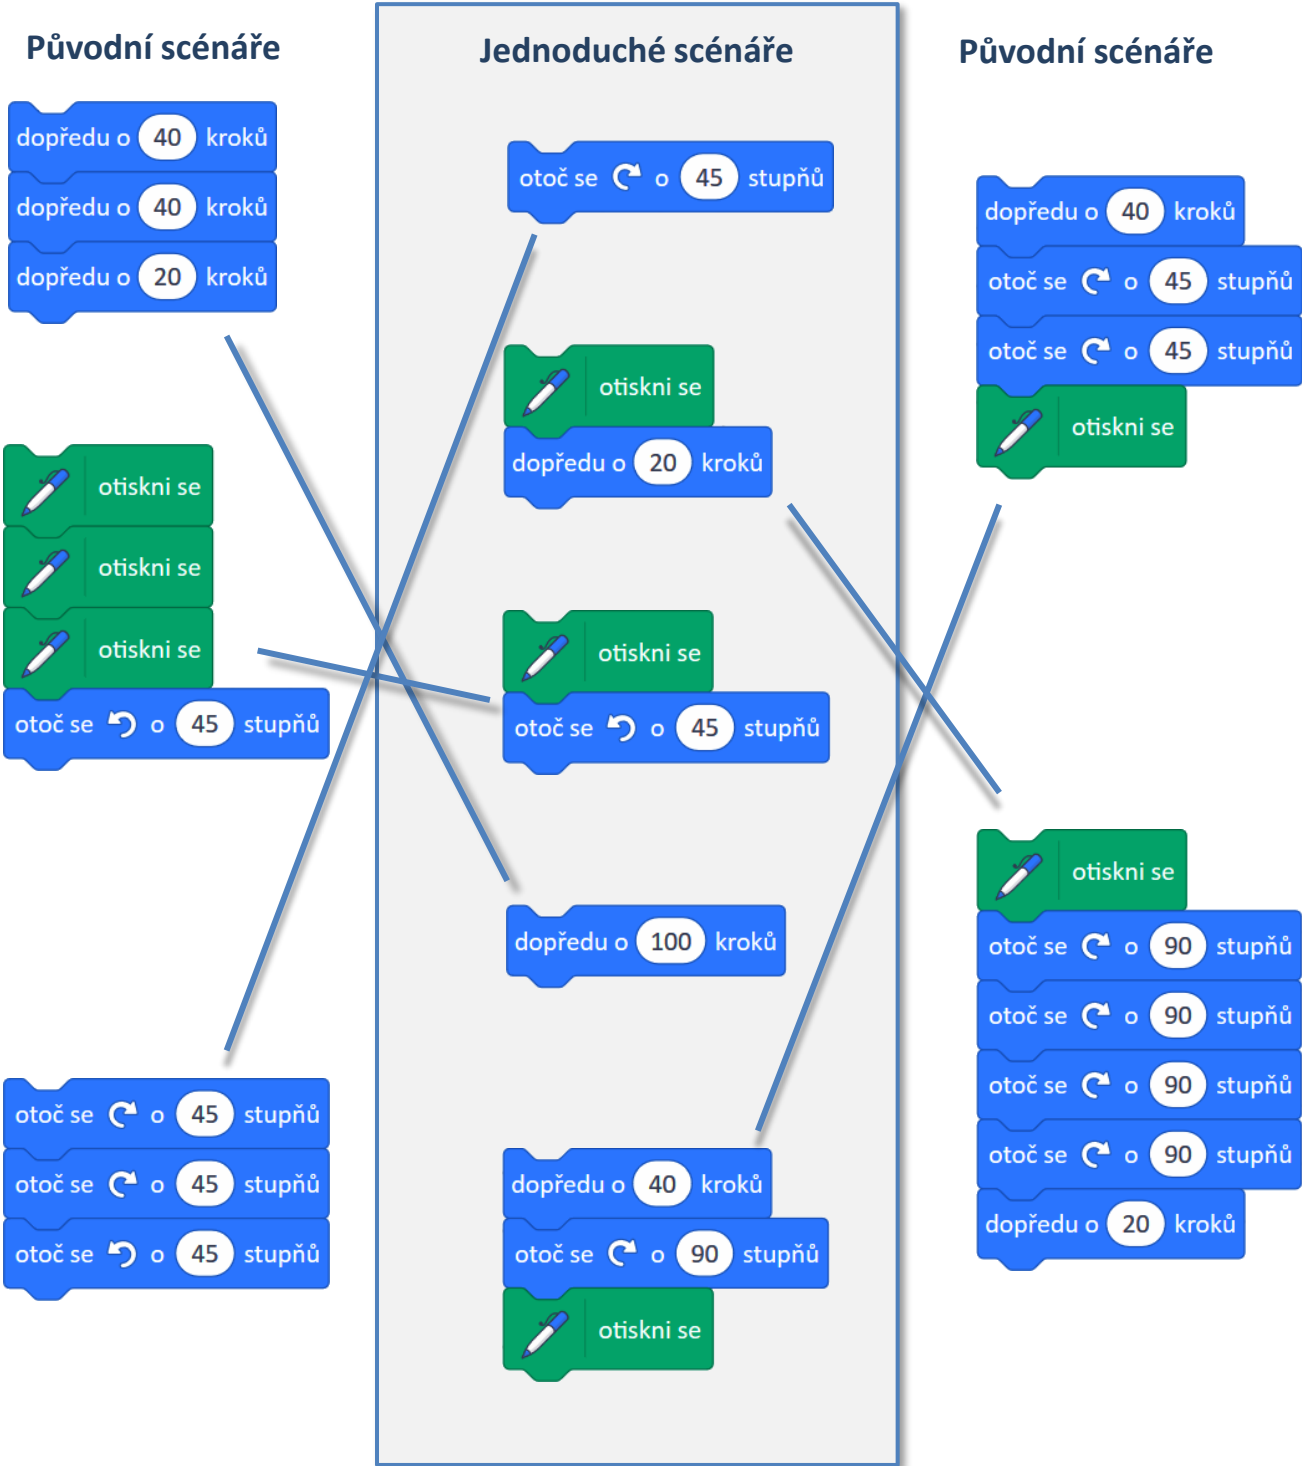 Původní scénáře
dopředu o 40 kroků
dopředu o 40 kroků
dopředu o 20 kroků
otiskni se
otiskni se
otiskni se
otoč se o 45 stupňů
otoč se o 45 stupňů
otoč se o 45 stupňů
otoč se o 45 stupňů
Jednoduché scénáře
otoč se o 45 stupňů
otiskni se
dopředu o 20 kroků
otiskni se
otoč se o 45 stupňů
dopředu o 100 kroků
dopředu o 40 kroků
otoč se o 90 stupňů
otiskni se
Původní scénáře
dopředu o 40 kroků
otoč se o 45 stupňů
otoč se o 45 stupňů
otiskni se
otiskni se
otoč se o 90 stupňů
otoč se o 90 stupňů
otoč se o 90 stupňů
otoč se o 90 stupňů
dopředu o 20 kroků